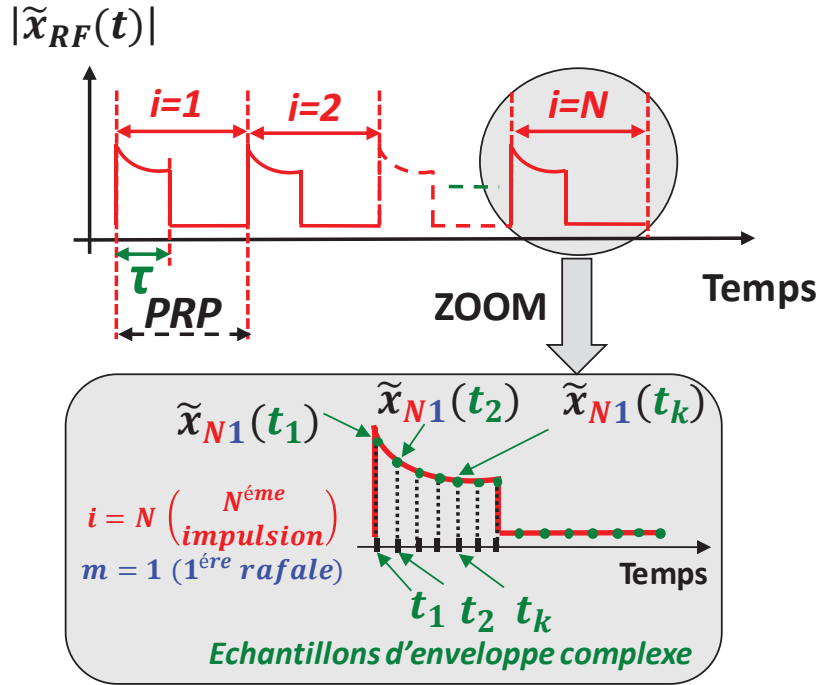 |x̃RF(t)|
i=1 i=2 i=N
τ
PRP
ZOOM
Temps
x̃N1(t1) x̃N1(t2) x̃N1(tk)
i = N (Néme impulsion)
m = 1 (1ére rafale)
Temps
t1 t2 tk
Echantillons d'enveloppe complexe